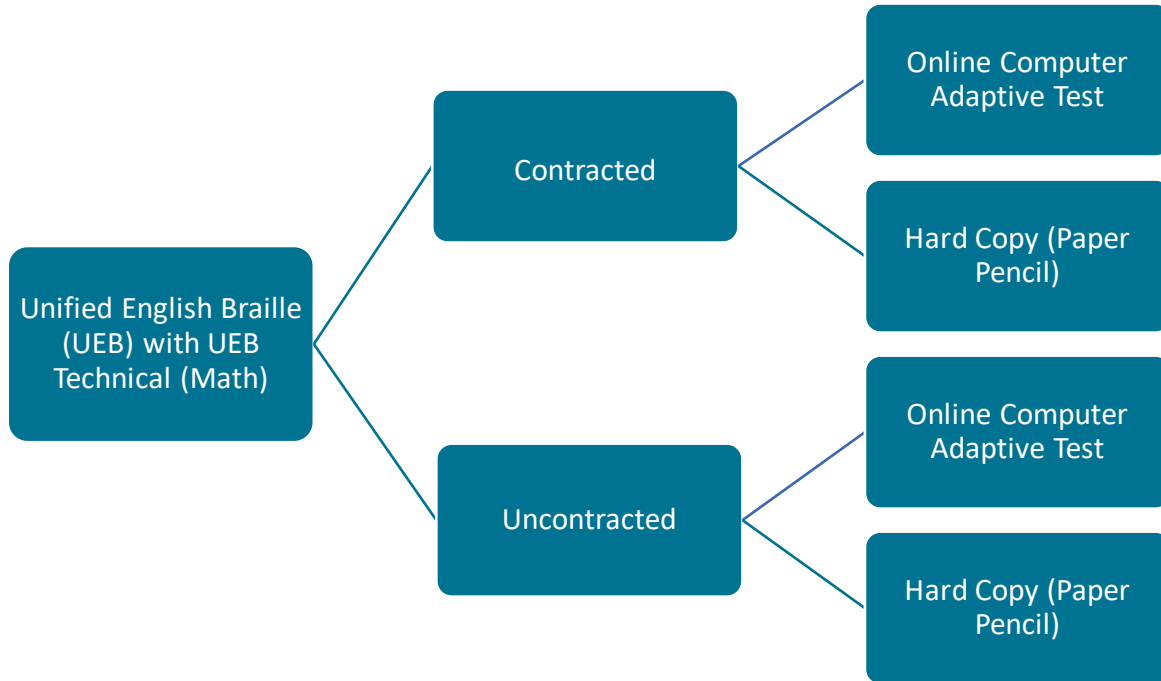 Unified English Braille
(UEB) with UEB
Technical (Math)
Contracted
Online Computer
Adaptive Test
Hard Copy (Paper
Pencil)
Uncontracted
Online Computer
Adaptive Test
Hard Copy (Paper
Pencil)